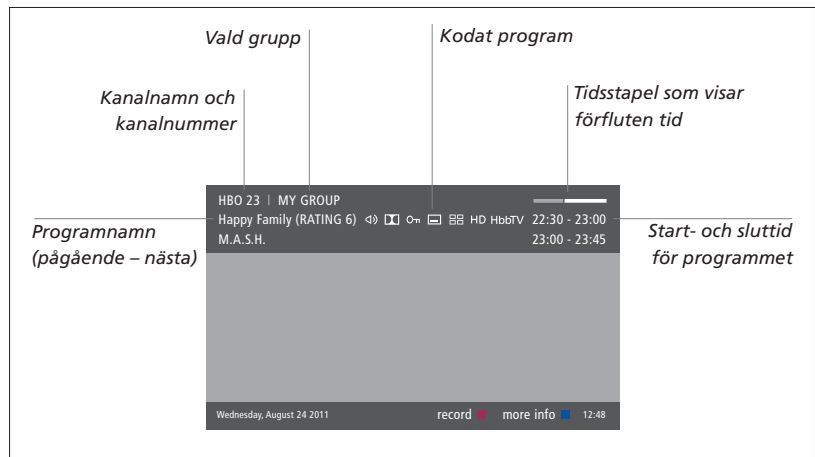 Vald grupp
Kodat program
Kanalnamn och
kanalnummer
Tidsstapel som visar
förfluten tid
HBO 23 | MY GROUP
Happy Family (RATING 6) HD HbbTV 22:30 - 23:00
M.A.S.H. 23:00 - 23:45
Programnamn
(pågående – nästa)
Start- och sluttid
för programmet
Wednesday, August 24 2011 record more info 12:48